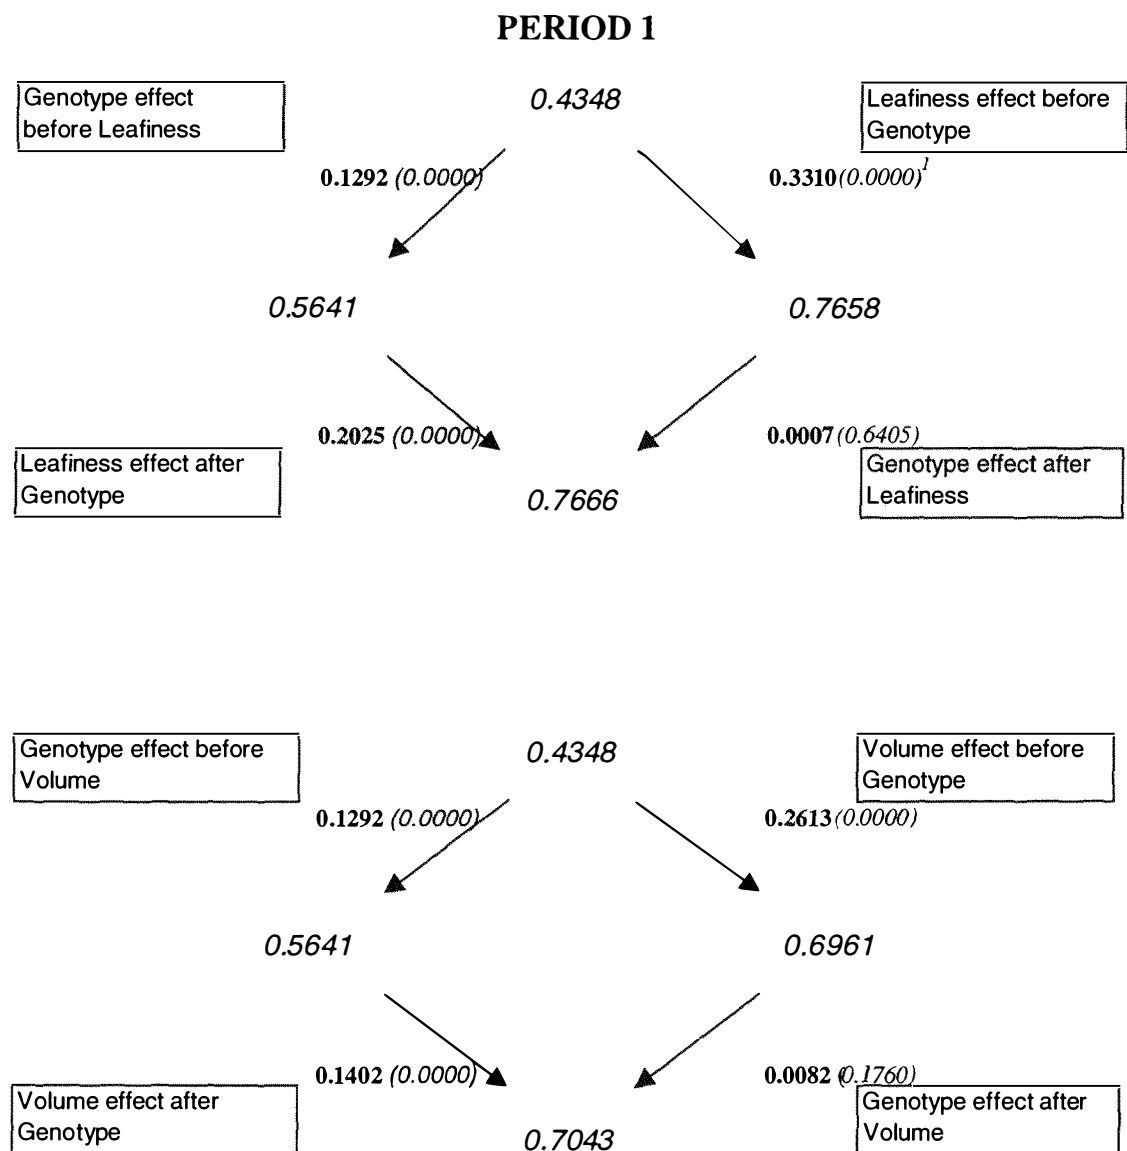 PERIOD 1
Genotype effect
before Leafiness
0.4348
Leafiness effect before
Genotype
0.1292 (0.0000)
0.3310(0.0000)1
0.5641
0.7658
0.2025 (0.0000)
0.0007(0.6405)
Leafiness effect after
Genotype
0.7666
Genotype effect after
Leafiness
Genotype effect before
Volume
0.4348
Volume effect before
Genotype
0.1292 (0.0000)
0.2613(0.0000)
0.5641
0.6961
0.1402 (0.0000)
0.0082 (0.1760)
Volume effect after
Genotype
0.7043
Genotype effect after
Volume